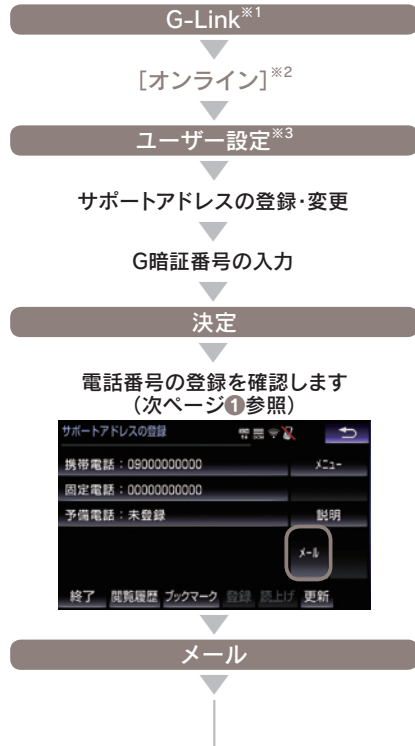 G-Link※1
[オンライン]※2
ユーザー設定※3
サポートアドレスの登録･変更
G暗証番号の入力
決定
電話番号の登録を確認します
(次ページ❶参照)
サポートアドレスの登録
携帯電話：09000000000
メニュー
固定電話：00000000000
予備電話：未登録
説明
メール
終了 閲覧履歴 ブックマーク 登録 読上げ 更新
メール